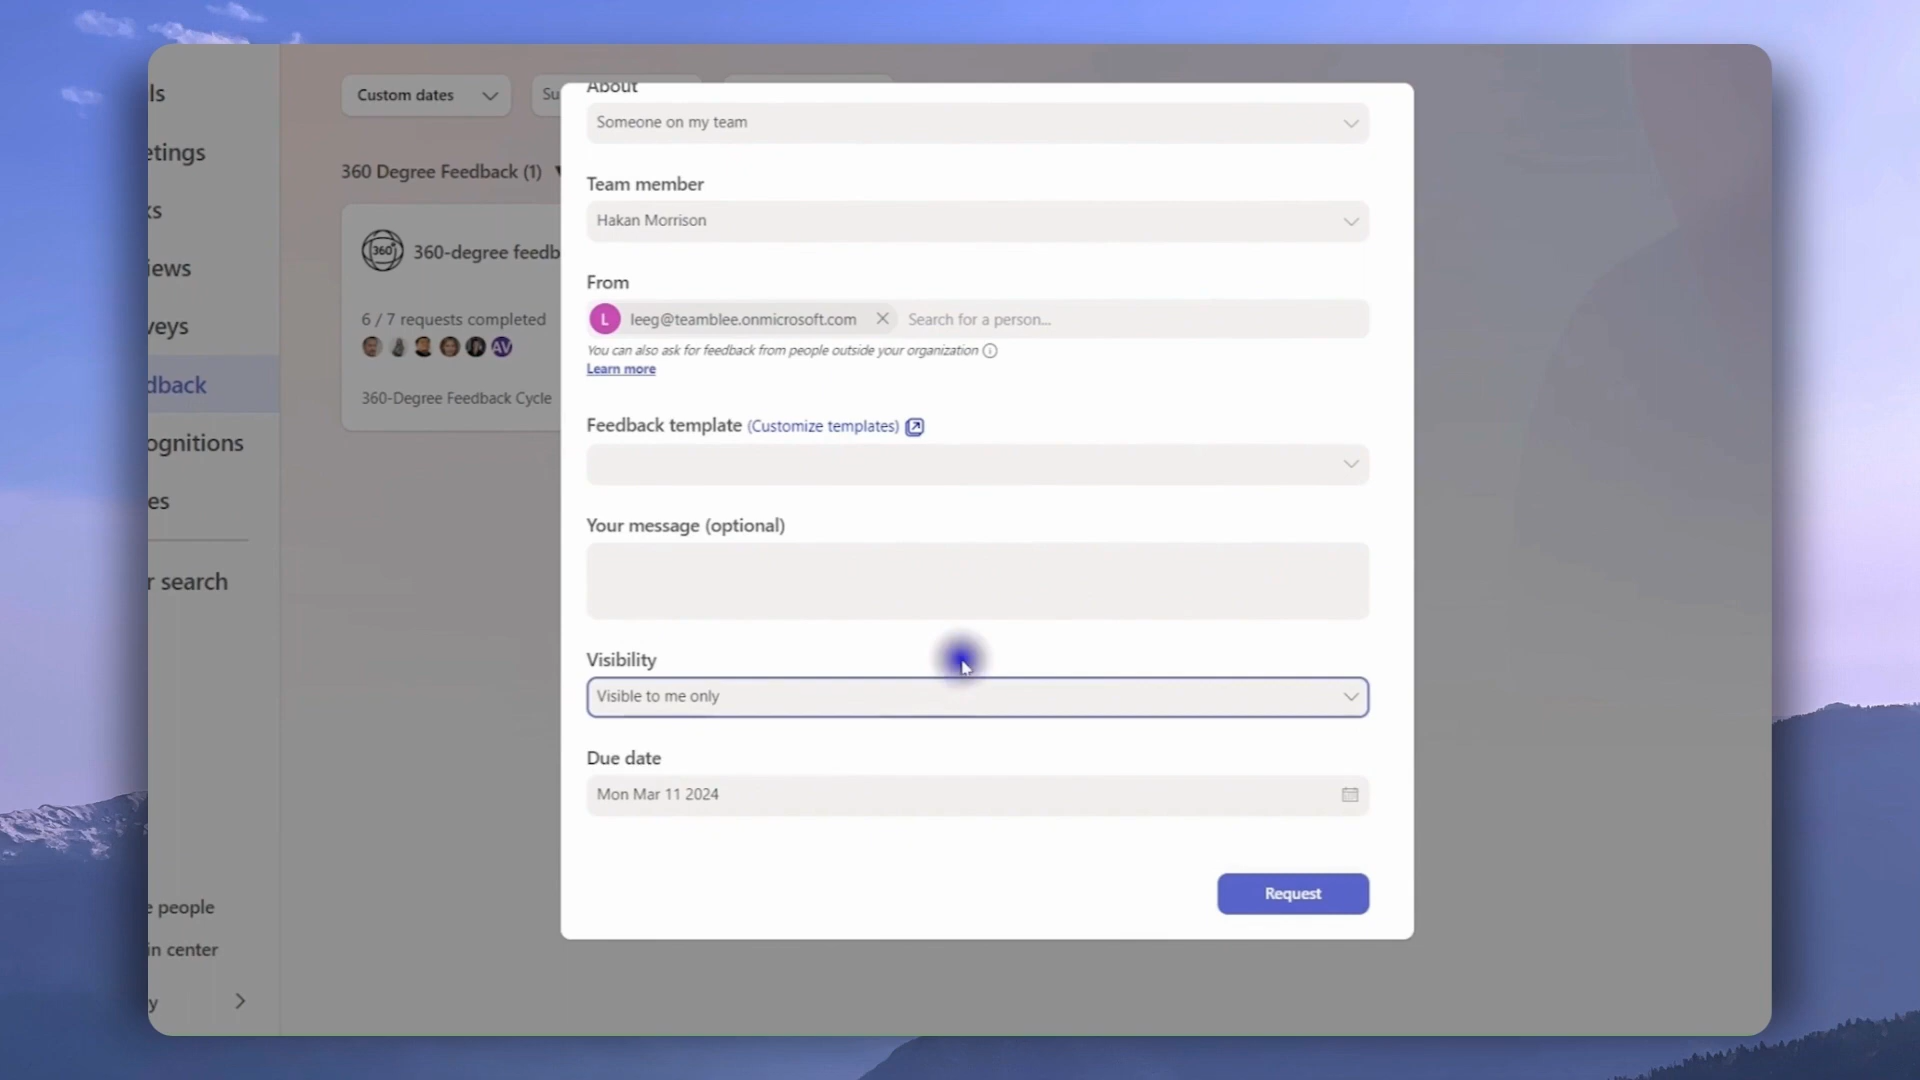 ls
etings
ks
iews
veys
dback
ognitions
es
r search
e people
in center
y
Custom dates
Su
360 Degree Feedback (1)
360
360-degree feedb
6 / 7 requests completed
AV
360-Degree Feedback Cycle
About
Someone on my team
Team member
Hakan Morrison
From
L leeg@teamblee.onmicrosoft.com Search for a person...
You can also ask for feedback from people outside your organization
Learn more
Feedback template (Customize templates)
Your message (optional)
Visibility
Visible to me only
Due date
Mon Mar 11 2024
Request